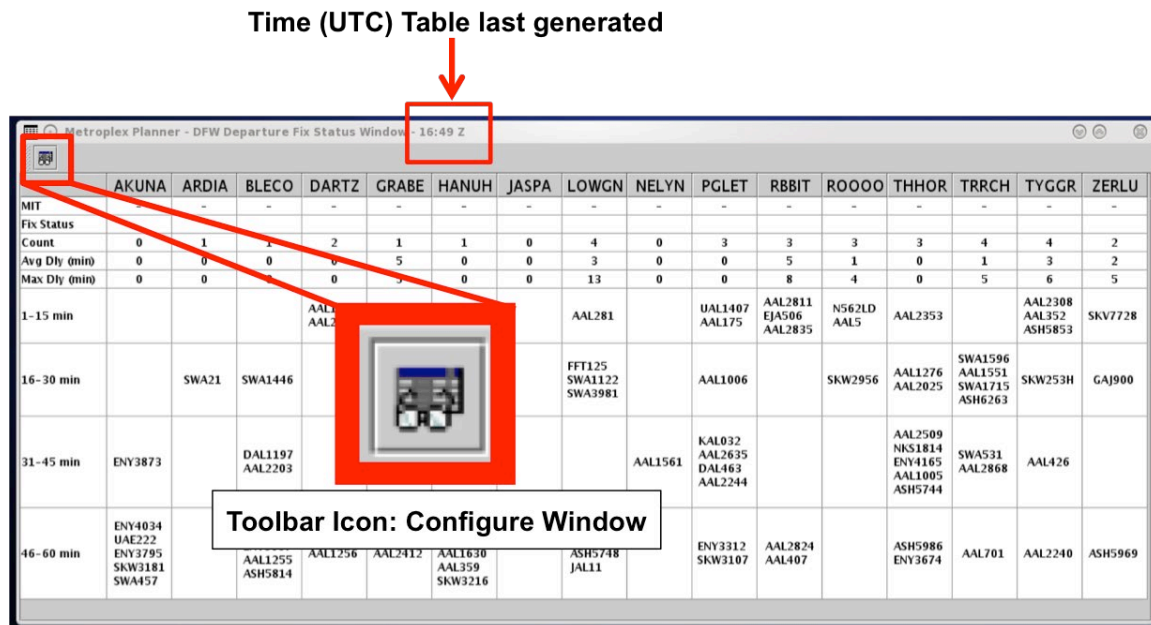 Time (UTC) Table last generated
Metroplex Planner - DFW Departure Fix Status Window - 16:49 Z
AKUNA ARDIA BLECO DARTZ GRABE HANUH JASPA LOWGN NELYN PGLET RBBIT ROOOO THHOR TRRCH TYGGR ZERLU
MIT - - - - - - - - - - - - - - -
Fix Status
Count 0 1 1 2 1 1 0 4 0 3 3 3 3 4 4 2
Avg Dly (min) 0 0 0 0 5 0 0 3 0 0 5 1 0 1 3 2
Max Dly (min) 0 0 0 0 5 0 0 13 0 0 8 4 0 5 6 5
AAL2811 AAL2308
UAL1407 EJA506 N562LD AAL352
1-15 min AAL281 AAL175 AAL2835 AAL5 AAL2353 ASH5853 SKV7728
SWA1596
FFT125 AAL1276 AAL1551
16-30 min SWA21 SWA1446 SWA1122 AAL1006 SKW2956 AAL2025 SWA1715 SKW253H GAJ900
SWA3981 ASH6263
AAL2509
KAL032 NKS1814
DAL1197 AAL2635 ENY4165 SWA531
31-45 min ENY3873 AAL2203 AAL1561 DAL463 AAL1005 AAL2868 AAL426
AAL2244 ASH5744
Toolbar Icon: Configure Window
ENY4034
UAE222
46-60 min ENY3795 AAL1255 AAL1256 AAL2412 AAL1630 ASH5748 ENY3312 AAL2824 ASH5986 AAL701 AAL2240 ASH5969
SKW3181 ASH5814 AAL359 JAL11 SKW3107 AAL407 ENY3674
SWA457 SKW3216